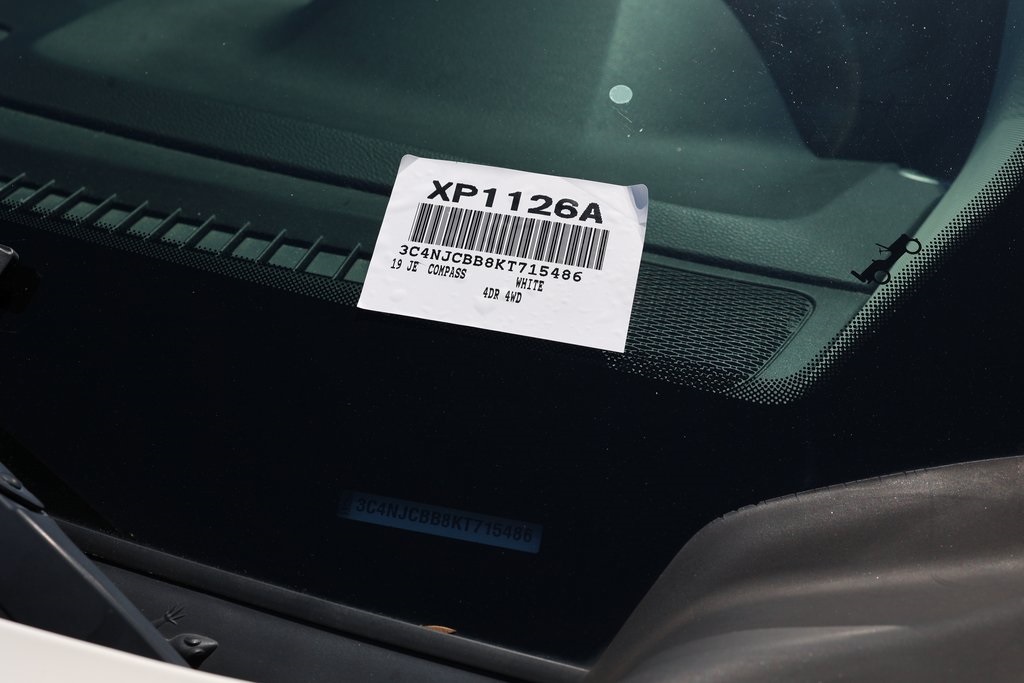 XP1126A
3C4NJCBB8KT715486
19 JE COMPASS WHITE
4DR 4WD
3C4NJCBB8KT715486